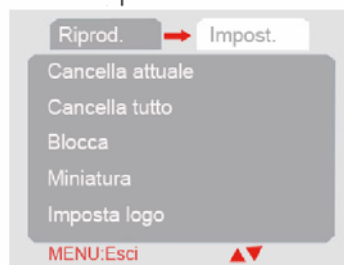 Riprod. Impost.
Cancella attuale
Cancella tutto
Blocca
Miniatura
Imposta logo
MENU:Esci